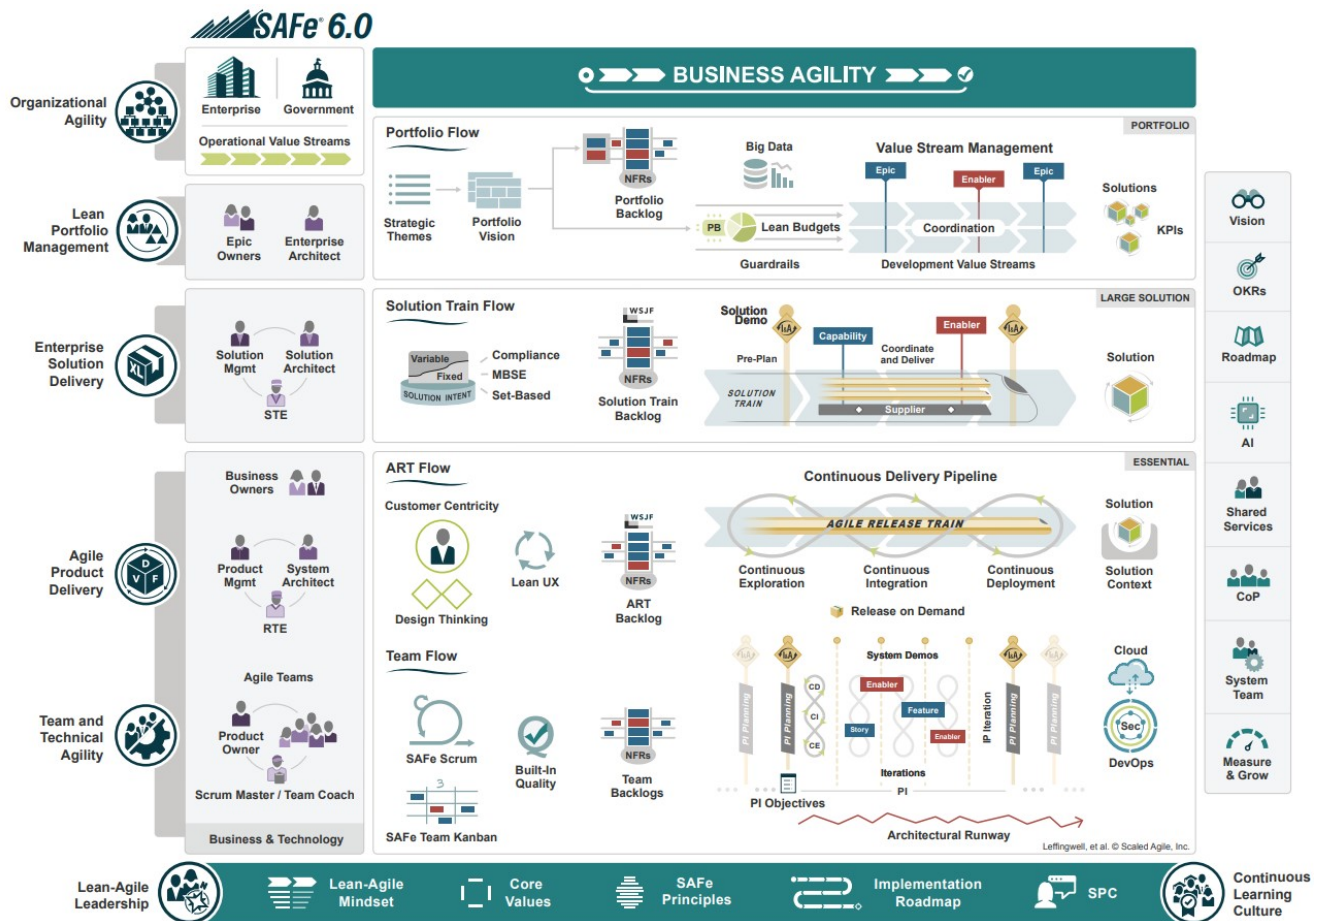 SAFe® 6.0
Organizational
Agility
Enterprise
Government
Operational Value Streams
BUSINESS AGILITY
Portfolio Flow
PORTFOLIO
Strategic
Themes
Portfolio
Vision
NFRs
Portfolio
Backlog
Big Data
PB
Lean Budgets
Guardrails
Value Stream Management
Epic
Enabler
Epic
Coordination
Development Value Streams
Solutions
KPIs
Lean
Portfolio
Management
Epic
Owners
Enterprise
Architect
Enterprise
Solution
Delivery
XL
Solution
Mgmt
Solution
Architect
STE
Solution Train Flow
LARGE SOLUTION
Variable
Fixed
SOLUTION INTENT
Compliance
MBSE
Set-Based
WSJF
NFRs
Solution Train
Backlog
Solution
Demo
I&A
I&A
Pre-Plan
Capability
Coordinate
and Deliver
Enabler
SOLUTION
TRAIN
Supplier
Solution
Agile
Product
Delivery
D
V F
Business
Owners
Product
Mgmt
System
Architect
RTE
ART Flow
ESSENTIAL
Customer Centricity
Lean UX
Design Thinking
WSJF
NFRs
ART
Backlog
Continuous Delivery Pipeline
AGILE RELEASE TRAIN
Continuous
Exploration
Continuous
Integration
Continuous
Deployment
Release on Demand
Solution
Solution
Context
Team and
Technical
Agility
Agile Teams
Product
Owner
Scrum Master / Team Coach
Business & Technology
Team Flow
SAFe Scrum
3
SAFe Team Kanban
Built-In
Quality
NFRs
Team
Backlogs
I&A
I&A
System Demos
I&A
I&A
PI Planning
PI Planning
CD
CI
CE
Enabler
Story
Feature
Enabler
IP Iteration
PI Planning
PI Planning
Iterations
PI
PI Objectives
Architectural Runway
Cloud
Sec
DevOps
Leffingwell, et al. © Scaled Agile, Inc.
Vision
OKRs
Roadmap
AI
Shared
Services
CoP
System
Team
Measure
& Grow
Lean-Agile
Leadership
Lean-Agile
Mindset
Core
Values
SAFe
Principles
Implementation
Roadmap
SPC
Continuous
Learning
Culture